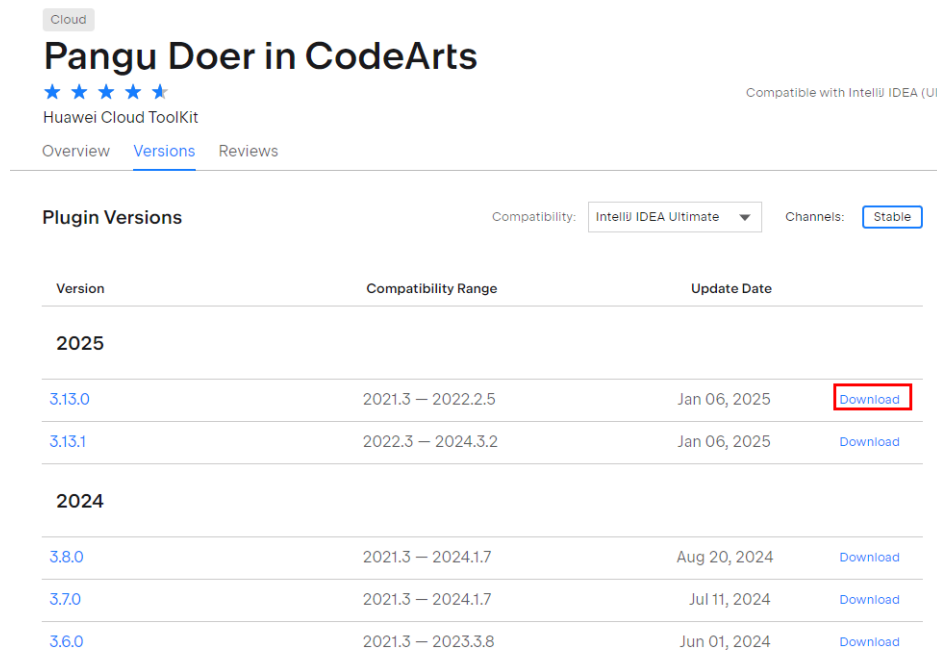 Cloud
Pangu Doer in CodeArts
Compatible with IntelliJ IDEA (Ul
Huawei Cloud ToolKit
Overview Versions Reviews
Plugin Versions Compatibility: IntelliJ IDEA Ultimate Channels: Stable
Version Compatibility Range Update Date
2025
3.13.0 2021.3 — 2022.2.5 Jan 06, 2025 Download
3.13.1 2022.3 — 2024.3.2 Jan 06, 2025 Download
2024
3.8.0 2021.3 — 2024.1.7 Aug 20, 2024 Download
3.7.0 2021.3 — 2024.1.7 Jul 11, 2024 Download
3.6.0 2021.3 — 2023.3.8 Jun 01, 2024 Download